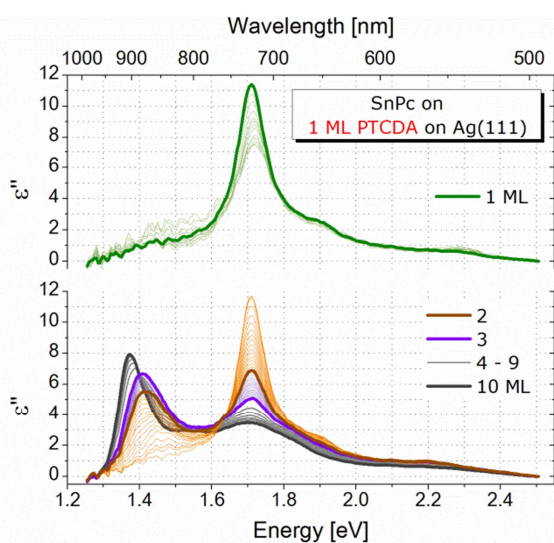 Wavelength [nm]
1000 900 800 700 600 500
12
10
8
6
4
2
0
ε"
SnPc on
1 ML PTCDA on Ag(111)
1 ML
12
10
8
6
4
2
0
ε"
2
3
4 - 9
10 ML
1.2 1.4 1.6 1.8 2.0 2.2 2.4
Energy [eV]